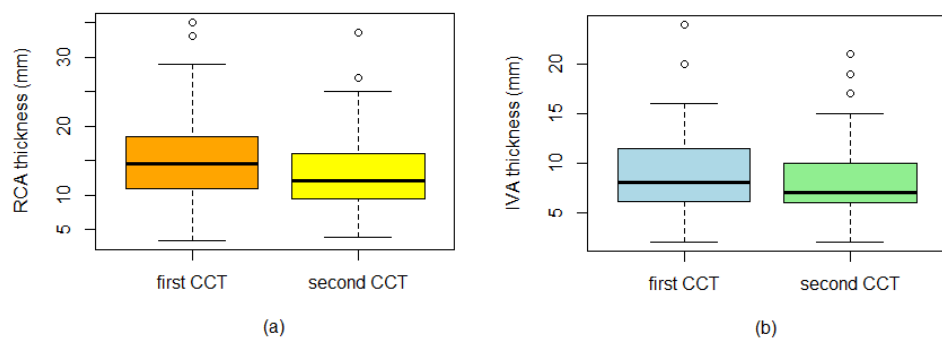 RCA thickness (mm)
30
20
10
5
first CCT
second CCT
(a)
IVA thickness (mm)
20
15
10
5
first CCT
second CCT
(b)